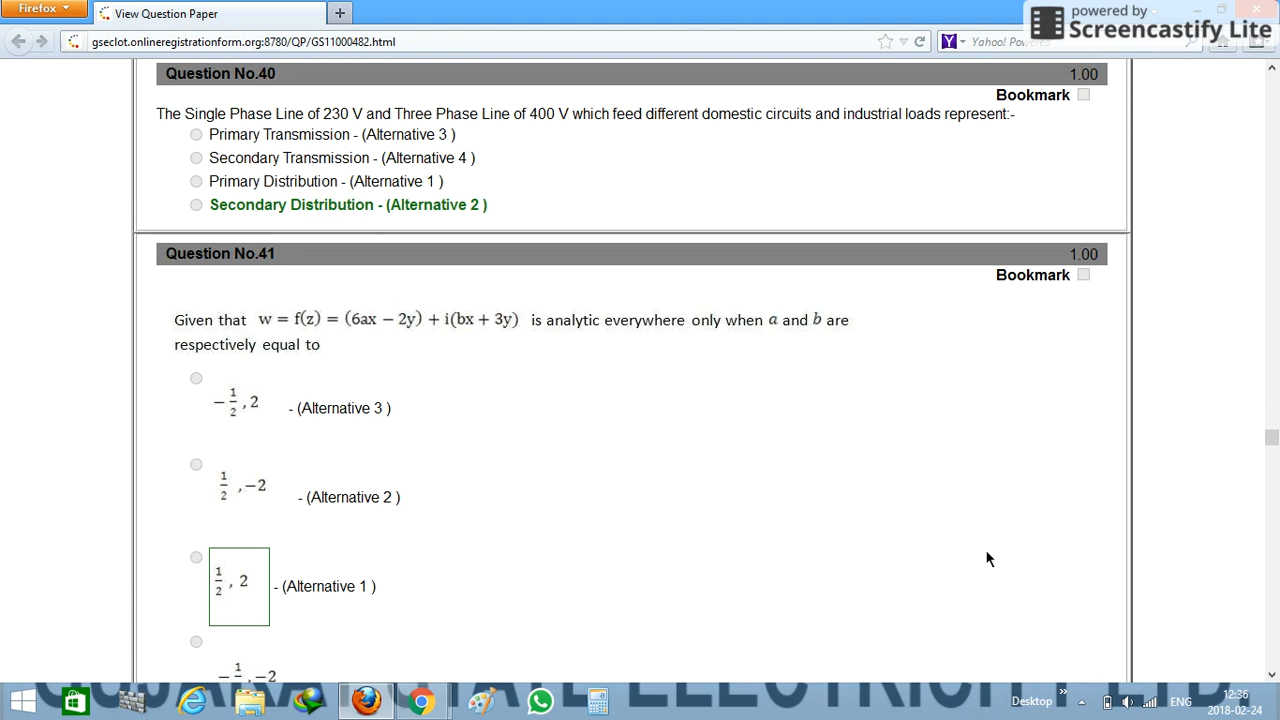 Firefox
View Question Paper
powered by
Screencastify Lite
gseclot.onlineregistrationform.org:8780/QP/GS11000482.html
Yahoo! Powered
Question No.40 1.00
Bookmark
The Single Phase Line of 230 V and Three Phase Line of 400 V which feed different domestic circuits and industrial loads represent:-
Primary Transmission - (Alternative 3 )
Secondary Transmission - (Alternative 4 )
Primary Distribution - (Alternative 1 )
Secondary Distribution - (Alternative 2 )
Question No.41 1.00
Bookmark
Given that w = f(z) = (6ax − 2y) + i(bx + 3y) is analytic everywhere only when a and b are
respectively equal to
−1/2 , 2 - (Alternative 3 )
1/2 , −2 - (Alternative 2 )
1/2 , 2 - (Alternative 1 )
−1/ , −2
Desktop
ENG
12:36
2018-02-24